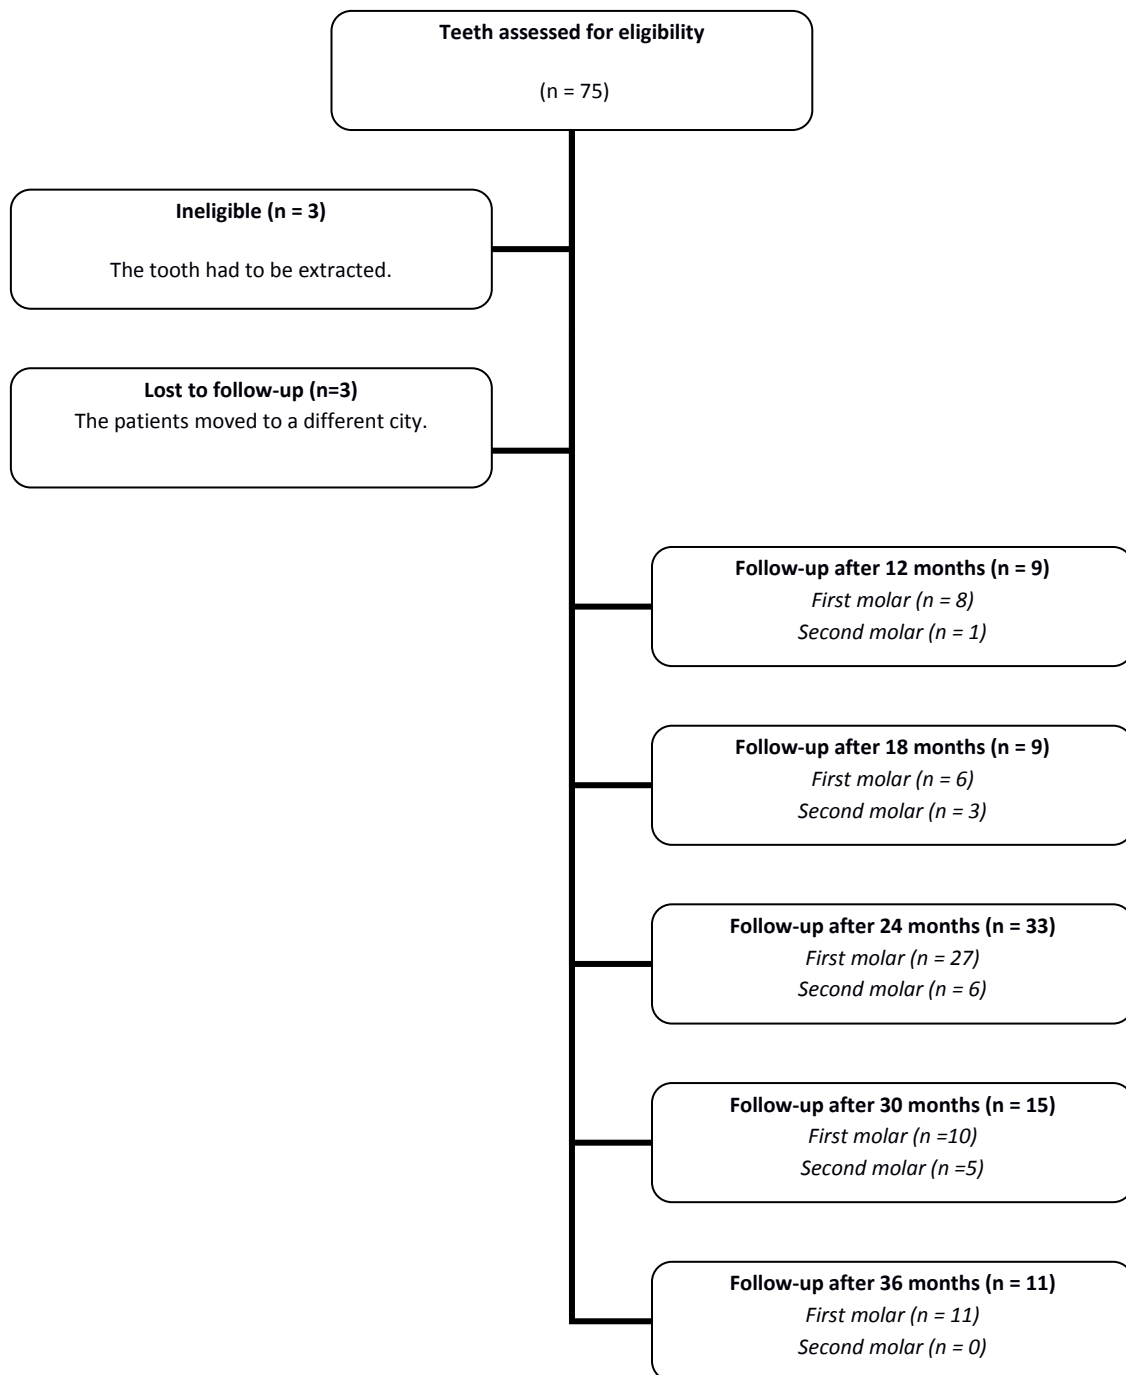 Teeth assessed for eligibility
(n = 75)
Ineligible (n = 3)
The tooth had to be extracted.
Lost to follow-up (n=3)
The patients moved to a different city.
Follow-up after 12 months (n = 9)
First molar (n = 8)
Second molar (n = 1)
Follow-up after 18 months (n = 9)
First molar (n = 6)
Second molar (n = 3)
Follow-up after 24 months (n = 33)
First molar (n = 27)
Second molar (n = 6)
Follow-up after 30 months (n = 15)
First molar (n =10)
Second molar (n =5)
Follow-up after 36 months (n = 11)
First molar (n = 11)
Second molar (n = 0)